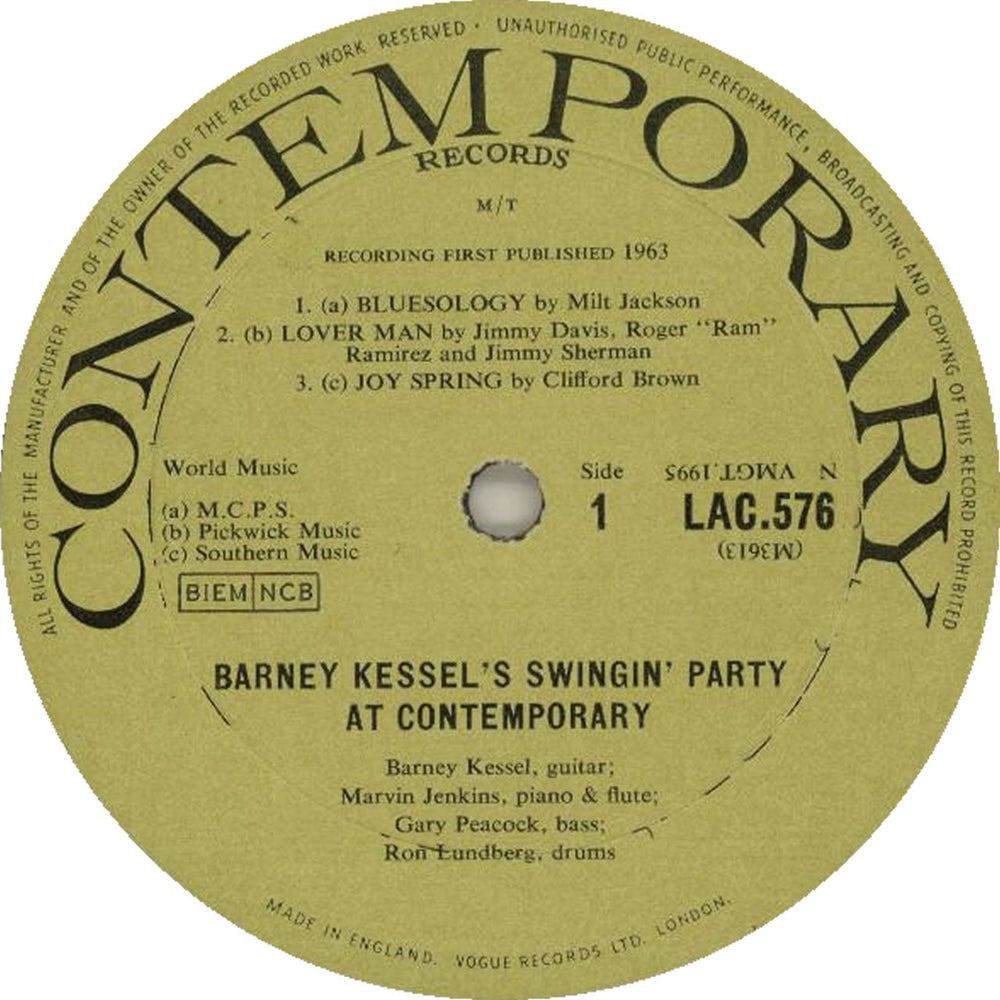 ALL RIGHTS OF THE MANUFACTURER AND OF THE OWNER OF THE RECORDED WORK RESERVED · UNAUTHORISED PUBLIC PERFORMANCE, BROADCASTING AND COPYING OF THIS RECORD PROHIBITED
CONTEMPORARY
RECORDS
M/T
RECORDING FIRST PUBLISHED 1963
1. (a) BLUESOLOGY by Milt Jackson
2. (b) LOVER MAN by Jimmy Davis, Roger "Ram"
Ramirez and Jimmy Sherman
3. (c) JOY SPRING by Clifford Brown
World Music
(a) M.C.P.S.
(b) Pickwick Music
(c) Southern Music
BIEM NCB
Side
1
N VMGT.1995
LAC.576
(M3613)
BARNEY KESSEL'S SWINGIN' PARTY
AT CONTEMPORARY
Barney Kessel, guitar;
Marvin Jenkins, piano & flute;
Gary Peacock, bass;
Ron Lundberg, drums
MADE IN ENGLAND. VOGUE RECORDS LTD. LONDON.